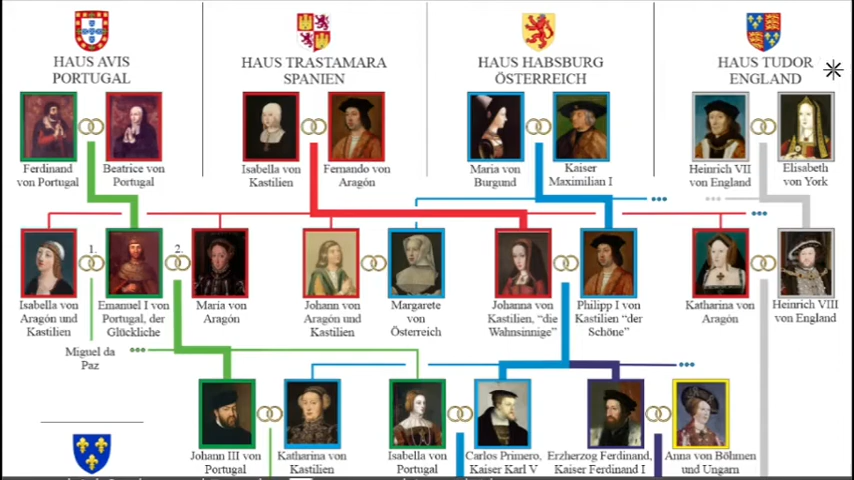 HAUS AVIS
PORTUGAL
HAUS TRASTAMARA
SPANIEN
HAUS HABSBURG
ÖSTERREICH
HAUS TUDOR
ENGLAND
Ferdinand
von Portugal
Beatrice von
Portugal
Isabella von
Kastilien
Fernando von
Aragón
Maria von
Burgund
Kaiser
Maximilian I
Heinrich VII
von England
Elisabeth
von York
1.
2.
Isabella von
Aragón und
Kastilien
Emanuel I von
Portugal, der
Glückliche
Maria von
Aragón
Johann von
Aragón und
Kastilien
Margarete
von
Österreich
Johanna von
Kastilien, “die
Wahnsinnige”
Philipp I von
Kastilien “der
Schöne”
Katharina von
Aragón
Heinrich VIII
von England
Miguel da
Paz
Johann III von
Portugal
Katharina von
Kastilien
Isabella von
Portugal
Carlos Primero,
Kaiser Karl V
Erzherzog Ferdinand,
Kaiser Ferdinand I
Anna von Böhmen
und Ungarn